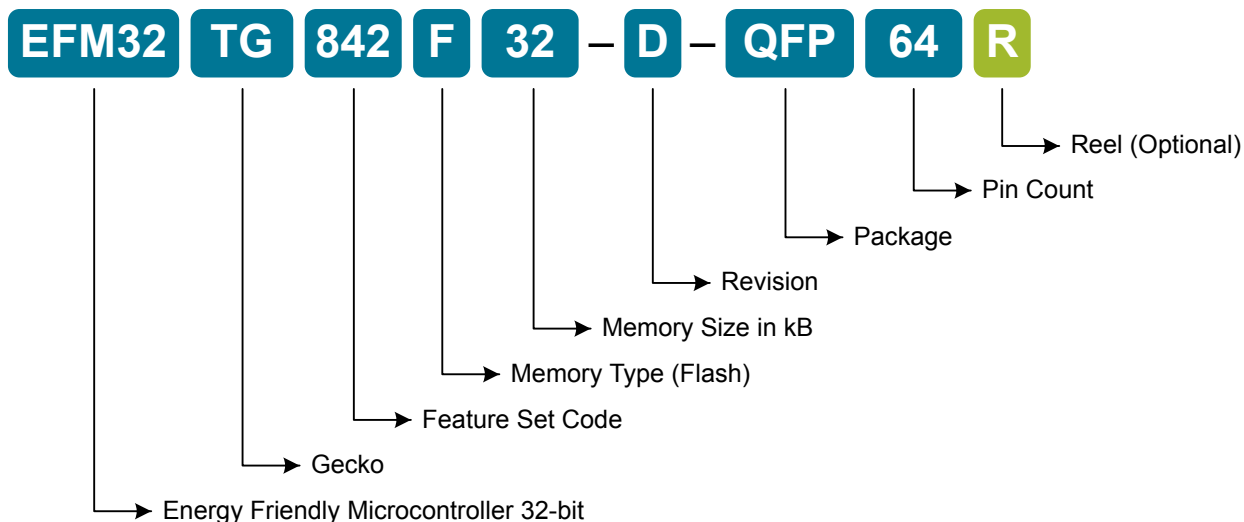 EFM32 TG 842 F 32 – D – QFP 64 R
Reel (Optional)
Pin Count
Package
Revision
Memory Size in kB
Memory Type (Flash)
Feature Set Code
Gecko
Energy Friendly Microcontroller 32-bit